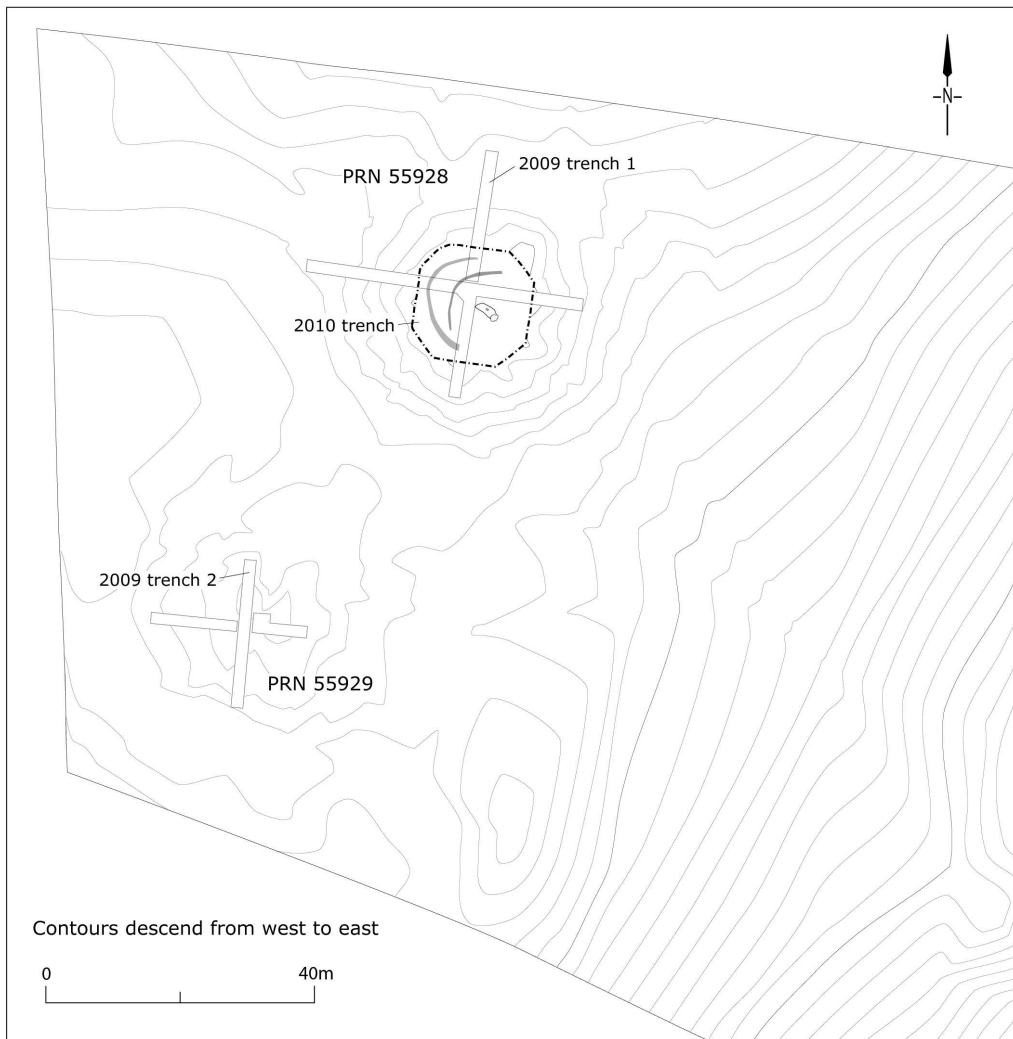 N
2009 trench 1
PRN 55928
2010 trench
2009 trench 2
PRN 55929
Contours descend from west to east
0 40m